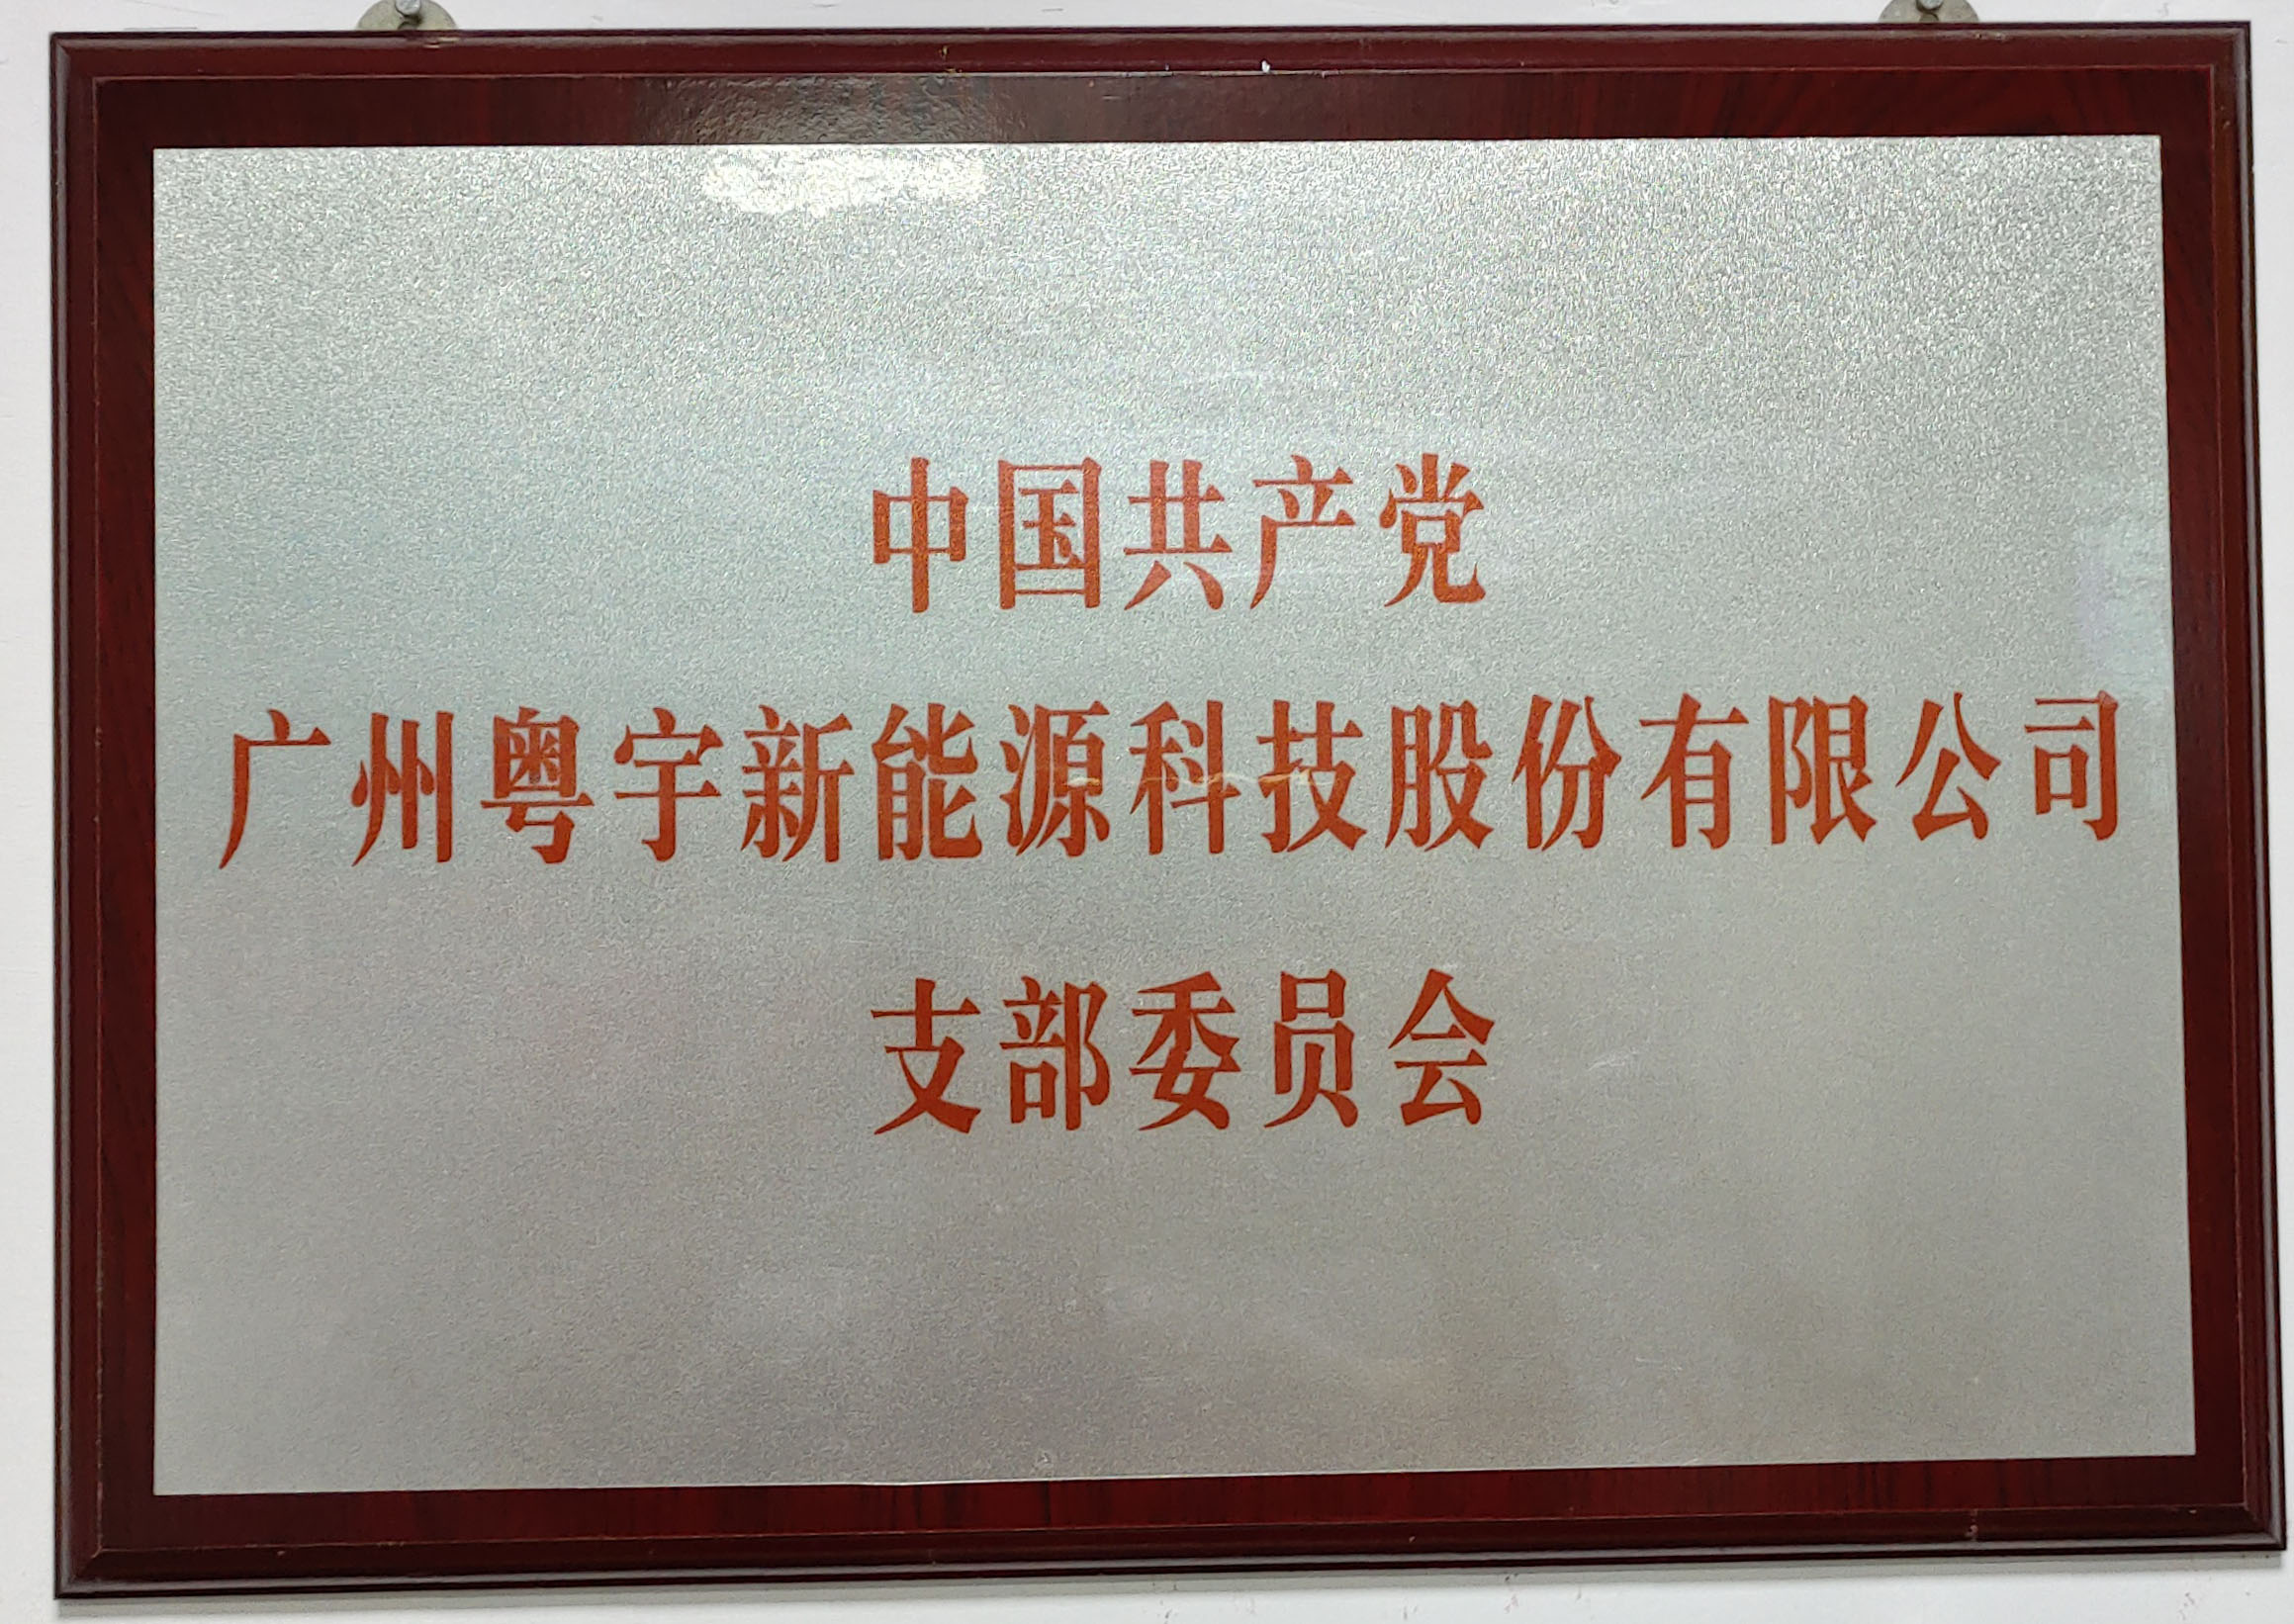 中国共产党
广州粤宇新能源科技股份有限公司
支部委员会